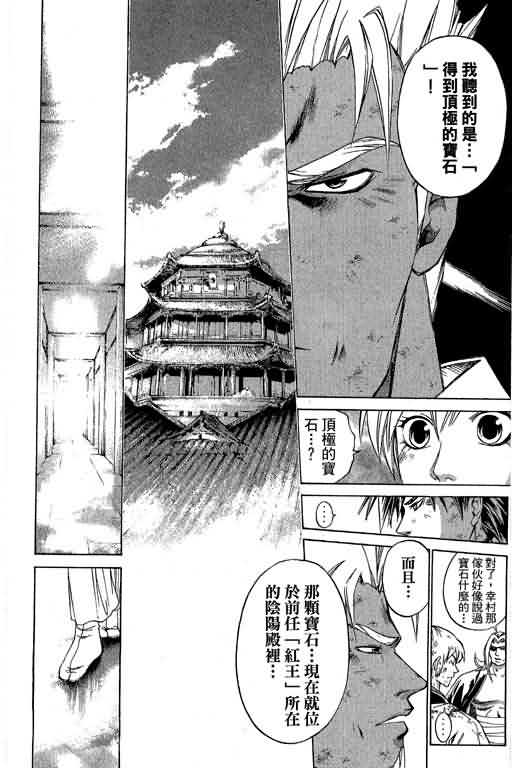 我聽到的是…「
得到頂極的寶石
」！
頂極的寶
石…？
……
對了，幸村那
傢伙好像說過
寶石什麼的…
……
而且…
那顆寶石…現在就位
於前任「紅王」所在
的陰陽殿裡…